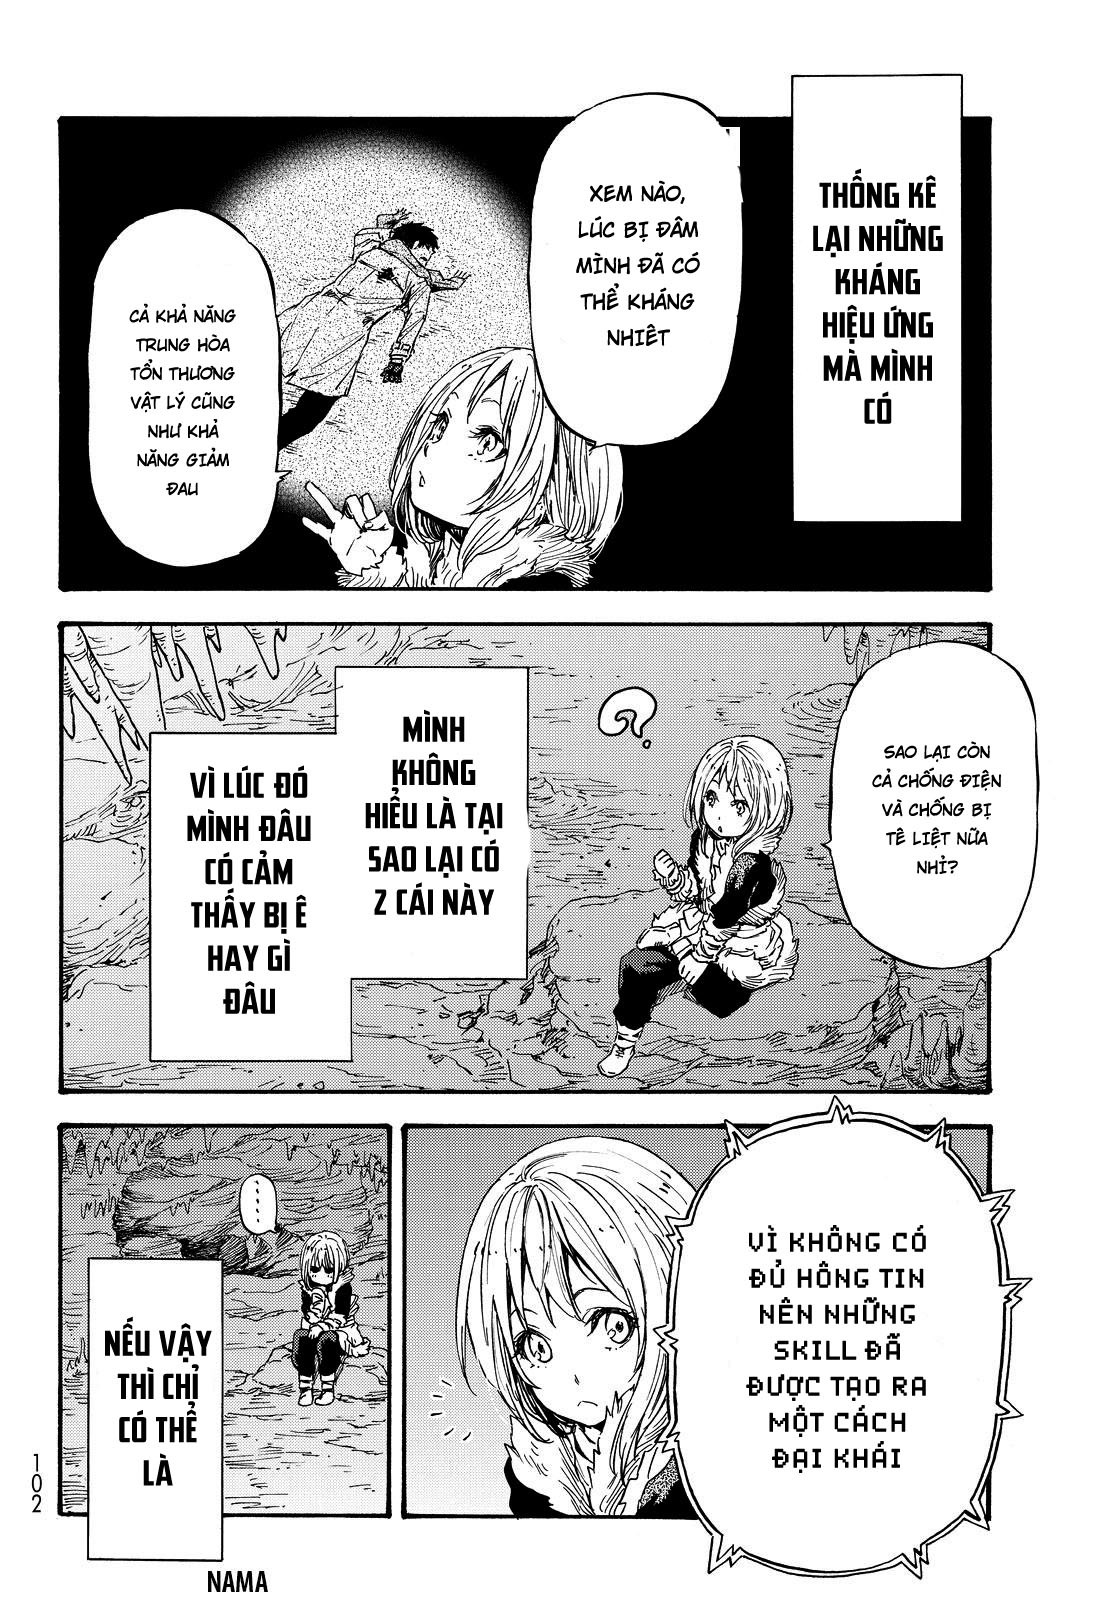 THỐNG KÊ
LẠI NHỮNG
KHÁNG
HIỆU ỨNG
MÀ MÌNH
CÓ
XEM NÀO,
LÚC BỊ ĐÂM
MÌNH ĐÃ CÓ
THỂ KHÁNG
NHIÊT
CẢ KHẢ NĂNG
TRUNG HÒA
TỔN THƯƠNG
VẬT LÝ CŨNG
NHƯ KHẢ
NĂNG GIẢM
ĐAU
SAO LẠI CÒN
CẢ CHỐNG ĐIỆN
VÀ CHỐNG BỊ
TÊ LIỆT NỮA
NHỈ?
MÌNH
KHÔNG
HIỂU LÀ TẠI
SAO LẠI CÓ
2 CÁI NÀY
VÌ LÚC ĐÓ
MÌNH ĐÂU
CÓ CẢM
THẤY BỊ Ê
HAY GÌ
ĐÂU
VÌ KHÔNG CÓ
ĐỦ HÔNG TIN
NÊN NHỮNG
SKILL ĐÃ
ĐƯỢC TẠO RA
MỘT CÁCH
ĐẠI KHÁI
....
NẾU VẬY
THÌ CHỈ
CÓ THỂ
LÀ
102
NAMA